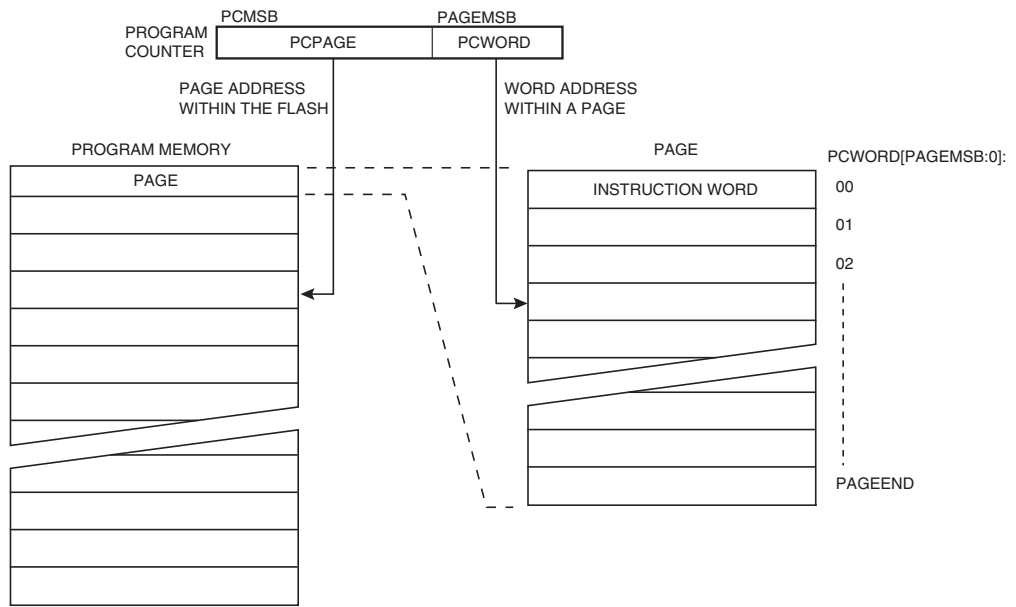 PCMSB
PAGEMSB
PROGRAM
COUNTER
PCPAGE
PCWORD
PAGE ADDRESS
WITHIN THE FLASH
WORD ADDRESS
WITHIN A PAGE
PROGRAM MEMORY
PAGE
PAGE
PCWORD[PAGEMSB:0]:
INSTRUCTION WORD
00
01
02
PAGEEND